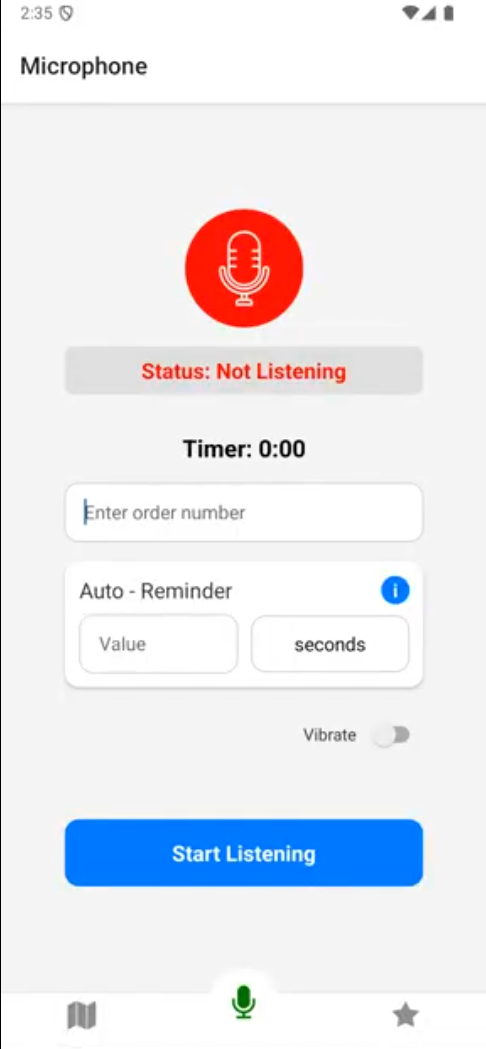 2:35
Microphone
Status: Not Listening
Timer: 0:00
Enter order number
Auto - Reminder
i
Value
seconds
Vibrate
Start Listening